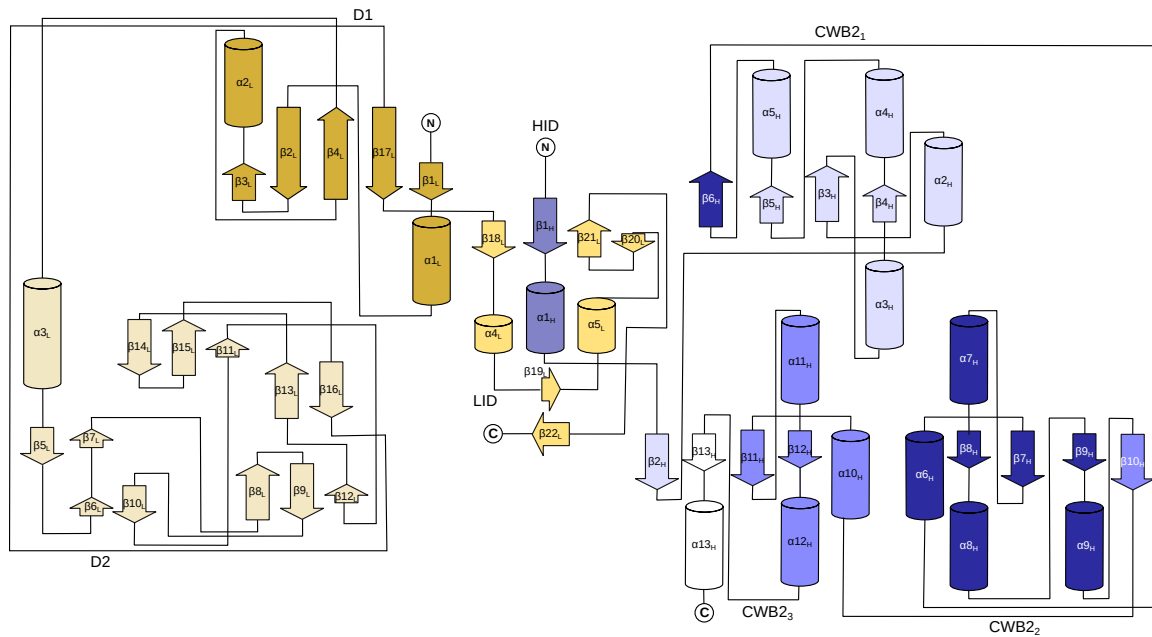 D1
CWB2₁
α2L
α5H
α4H
N
HID
N
β2L
β4L
β17L
β3L
β1L
α2H
β6H
β5H
β3H
β4H
β18L
β1H
β21L
β20L
α1L
α3L
α3H
α4L
α1H
α5L
β14L
β15L
β11L
α11H
α7H
β19L
β13L
β16L
LID
C
β22L
β5L
β7L
β2H
β13H
β11H
β12H
α10H
α6H
β8H
β7H
β9H
β10H
β6L
β10L
β8L
β9L
β12L
α13H
α12H
α8H
α9H
D2
C
CWB2₃
CWB2₂